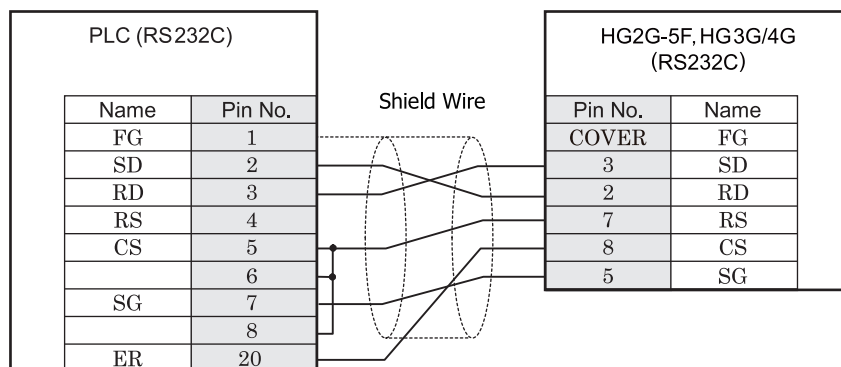 PLC (RS232C)
HG2G-5F, HG3G/4G
(RS232C)
Shield Wire
Name Pin No.
FG 1
SD 2
RD 3
RS 4
CS 5
6
SG 7
8
ER 20
Pin No. Name
COVER FG
3 SD
2 RD
7 RS
8 CS
5 SG